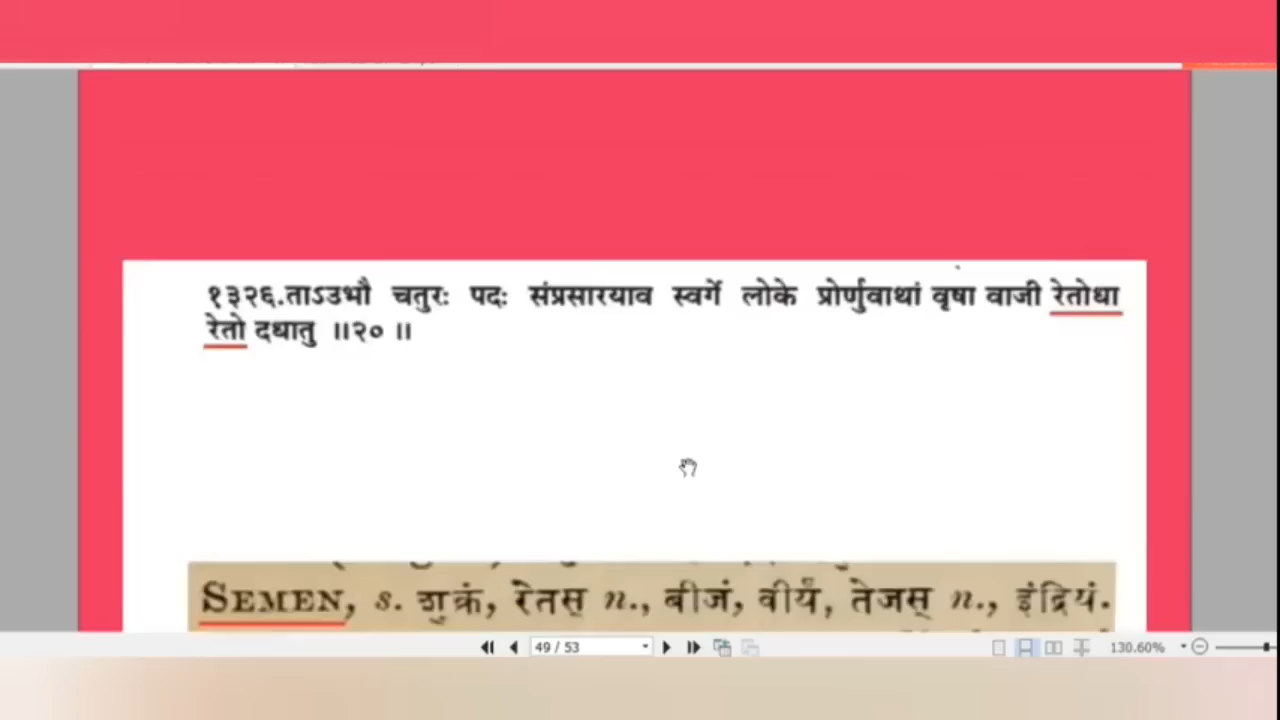 १३२६.ताऽउभौ चतुरः पदः संप्रसारयाव स्वर्गे लोके प्रोर्णुवाथां वृषा वाजी रेतोधा
रेतो दधातु ॥२० ॥
SEMEN, s. शुक्रं, रेतस् n., बीजं, वीर्यं, तेजस् n., इंद्रियं.
49 / 53
130.60%